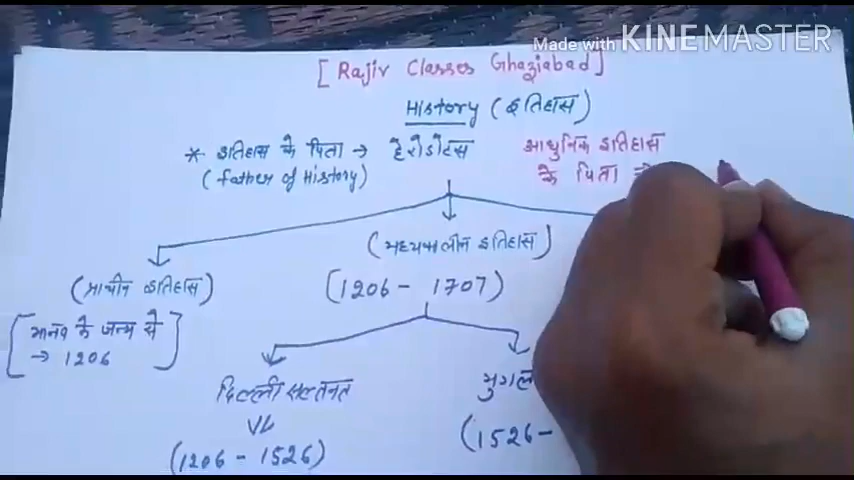 Made with KINEMASTER
[Rajiv Classes Ghaziabad]
History (इतिहास)
* इतिहास के पिता → हेरोडोटस
(father of History)
आधुनिक इतिहास
के पिता
(मध्यकालीन इतिहास)
(1206 - 1707)
(प्राचीन इतिहास)
[मानव के जन्म से
→ 1206]
दिल्ली सल्तनत
(1206 - 1526)
मुगल
(1526 -